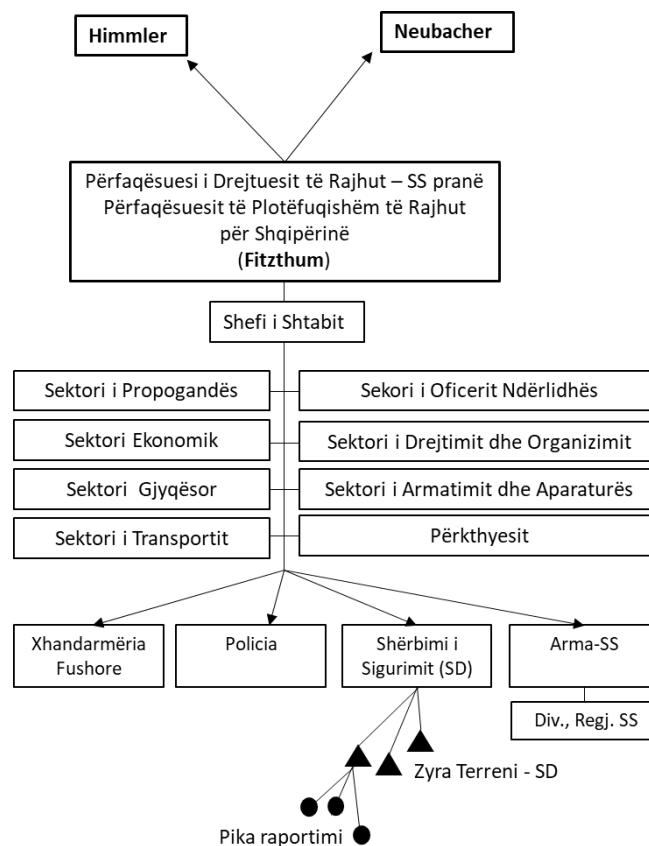 Himmler
Neubacher
Përfaqësuesi i Drejtuesit të Rajhut – SS pranë
Përfaqësuesit të Plotëfuqishëm të Rajhut
për Shqipërinë
(Fitzthum)
Shefi i Shtabit
Sektori i Propogandës
Sekori i Oficerit Ndërlidhës
Sektori Ekonomik
Sektori i Drejtimit dhe Organizimit
Sektori Gjyqësor
Sektori i Armatimit dhe Aparaturës
Sektori i Transportit
Përkthyesit
Xhandarmëria
Fushore
Policia
Shërbimi i
Sigurimit (SD)
Arma-SS
Div., Regj. SS
Zyra Terreni - SD
Pika raportimi